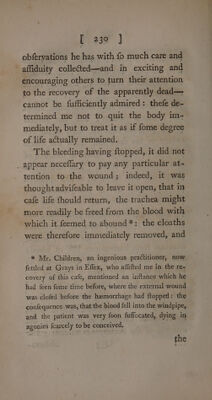 [ 230 ]
obſervations he has with ſo much care and
aſſiduity collected—and in exciting and
encouraging others to turn their attention
to the recovery of the apparently dead—
cannot be ſufficiently admired: theſe de-
termined me not to quit the body im-
mediately, but to treat it as if ſome degree
of life actually remained.
The bleeding having ſtopped, it did not
appear neceſſary to pay any particular at-
tention to the wound; indeed, it was
thought adviſeable to leave it open, that in
caſe life ſhould return, the trachea might
more readily be freed from the blood with
which it ſeemed to abound*: the cloaths
were therefore immediately removed, and
* Mr. Children, an ingenious practitioner, now
ſettled at Grays in Eſſex, who aſſiſted me in the re-
covery of this caſe, mentioned an inſtance which he
had ſeen ſome time before, where the external wound
was cloſed before the hæmorrhage had ſtopped: the
conſequence was, that the blood fell into the windpipe,
and the patient was very ſoon ſuffocated, dying in
agonies ſcarcely to be conceived.
the